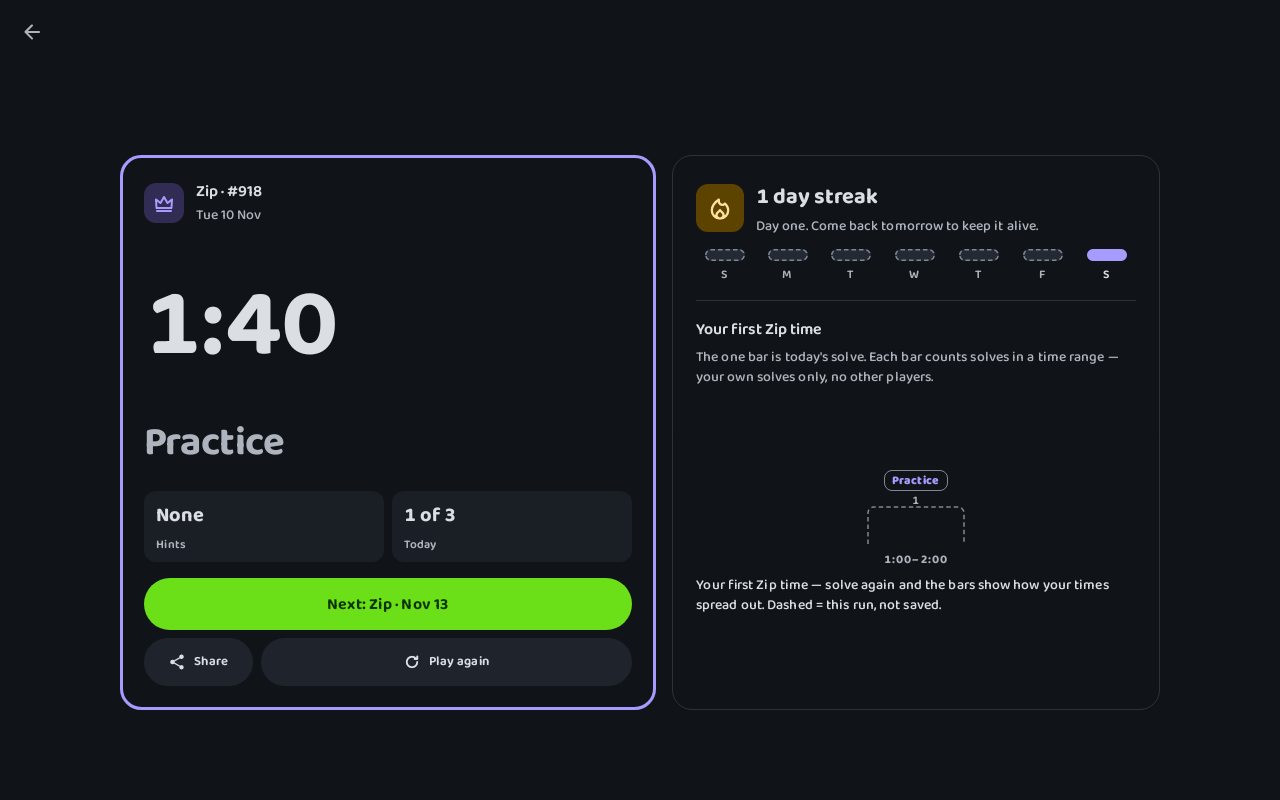 Zip · #918
Tue 10 Nov
1:40
Practice
None
Hints
1 of 3
Today
Next: Zip · Nov 13
Share
Play again
1 day streak
Day one. Come back tomorrow to keep it alive.
S M T W T F S
Your first Zip time
The one bar is today's solve. Each bar counts solves in a time range —
your own solves only, no other players.
Practice
1
1:00–2:00
Your first Zip time — solve again and the bars show how your times
spread out. Dashed = this run, not saved.